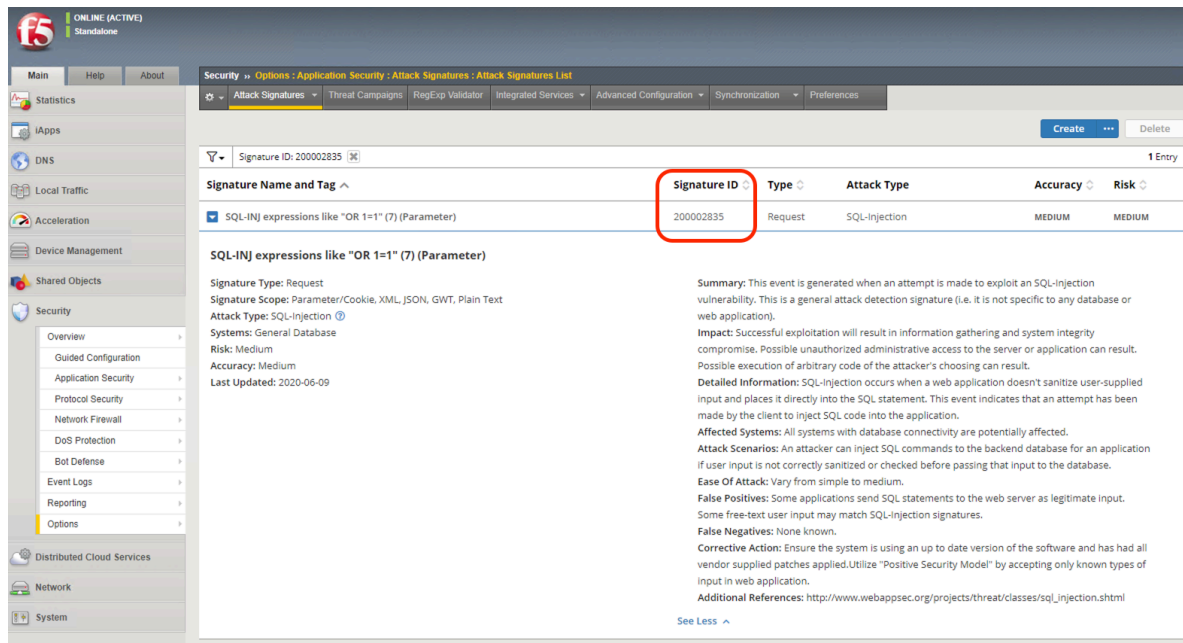 f5
ONLINE (ACTIVE)
Standalone
Main
Help
About
Security ›› Options : Application Security : Attack Signatures : Attack Signatures List
Attack Signatures
Threat Campaigns
RegExp Validator
Integrated Services
Advanced Configuration
Synchronization
Preferences
Statistics
iApps
DNS
Local Traffic
Acceleration
Device Management
Shared Objects
Security
Overview
Guided Configuration
Application Security
Protocol Security
Network Firewall
DoS Protection
Bot Defense
Event Logs
Reporting
Options
Distributed Cloud Services
Network
System
Create
...
Delete
Signature ID: 200002835
1 Entry
Signature Name and Tag
Signature ID
Type
Attack Type
Accuracy
Risk
SQL-INJ expressions like "OR 1=1" (7) (Parameter)
200002835
Request
SQL-Injection
MEDIUM
MEDIUM
SQL-INJ expressions like "OR 1=1" (7) (Parameter)
Signature Type: Request
Signature Scope: Parameter/Cookie, XML, JSON, GWT, Plain Text
Attack Type: SQL-Injection
Systems: General Database
Risk: Medium
Accuracy: Medium
Last Updated: 2020-06-09
Summary: This event is generated when an attempt is made to exploit an SQL-Injection
vulnerability. This is a general attack detection signature (i.e. it is not specific to any database or
web application).
Impact: Successful exploitation will result in information gathering and system integrity
compromise. Possible unauthorized administrative access to the server or application can result.
Possible execution of arbitrary code of the attacker's choosing can result.
Detailed Information: SQL-Injection occurs when a web application doesn't sanitize user-supplied
input and places it directly into the SQL statement. This event indicates that an attempt has been
made by the client to inject SQL code into the application.
Affected Systems: All systems with database connectivity are potentially affected.
Attack Scenarios: An attacker can inject SQL commands to the backend database for an application
if user input is not correctly sanitized or checked before passing that input to the database.
Ease Of Attack: Vary from simple to medium.
False Positives: Some applications send SQL statements to the web server as legitimate input.
Some free-text user input may match SQL-Injection signatures.
False Negatives: None known.
Corrective Action: Ensure the system is using an up to date version of the software and has had all
vendor supplied patches applied.Utilize "Positive Security Model" by accepting only known types of
input in web application.
Additional References: http://www.webappsec.org/projects/threat/classes/sql_injection.shtml
See Less